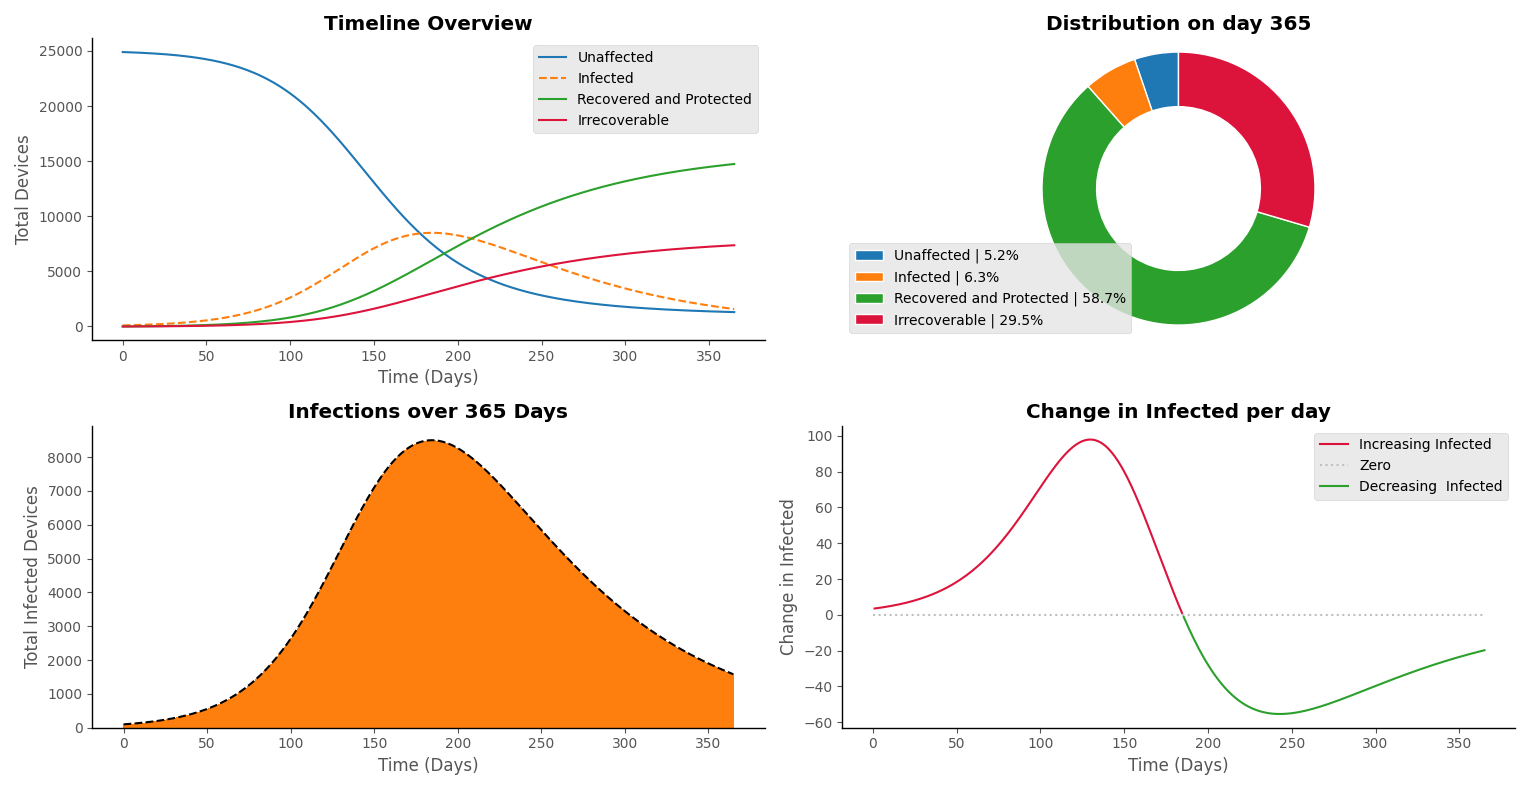 Timeline Overview
25000
20000
15000
10000
5000
0
Total Devices
0 50 100 150 200 250 300 350
Time (Days)
Unaffected
Infected
Recovered and Protected
Irrecoverable
Distribution on day 365
Unaffected | 5.2%
Infected | 6.3%
Recovered and Protected | 58.7%
Irrecoverable | 29.5%
Infections over 365 Days
8000
7000
6000
5000
4000
3000
2000
1000
0
Total Infected Devices
0 50 100 150 200 250 300 350
Time (Days)
Change in Infected per day
100
80
60
40
20
0
−20
−40
−60
Change in Infected
0 50 100 150 200 250 300 350
Time (Days)
Increasing Infected
Zero
Decreasing  Infected